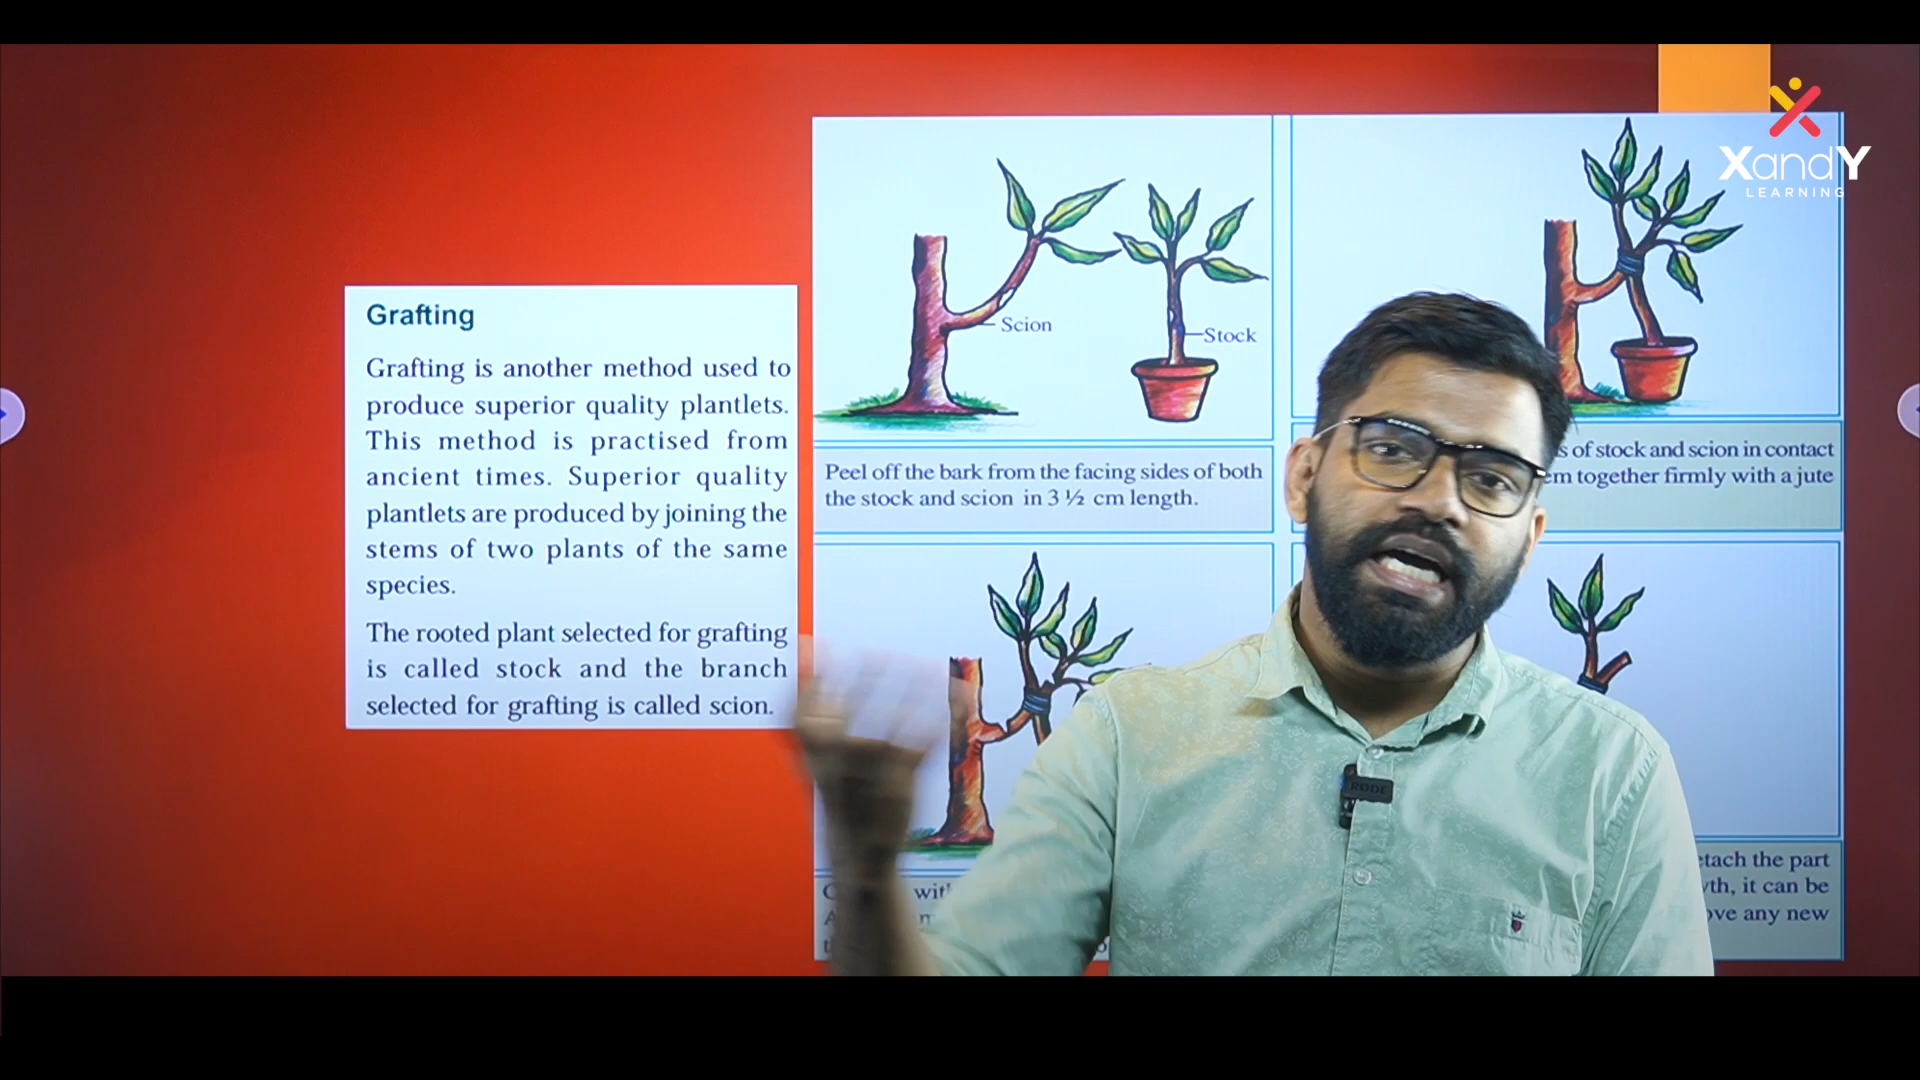 XandY
LEARNING
Grafting
Grafting is another method used to
produce superior quality plantlets.
This method is practised from
ancient times. Superior quality
plantlets are produced by joining the
stems of two plants of the same
species.
The rooted plant selected for grafting
is called stock and the branch
selected for grafting is called scion.
Scion
Stock
Peel off the bark from the facing sides of both
the stock and scion in 3 ½ cm length.
of stock and scion in contact
together firmly with a jute
the part
it can be
any new
RODE